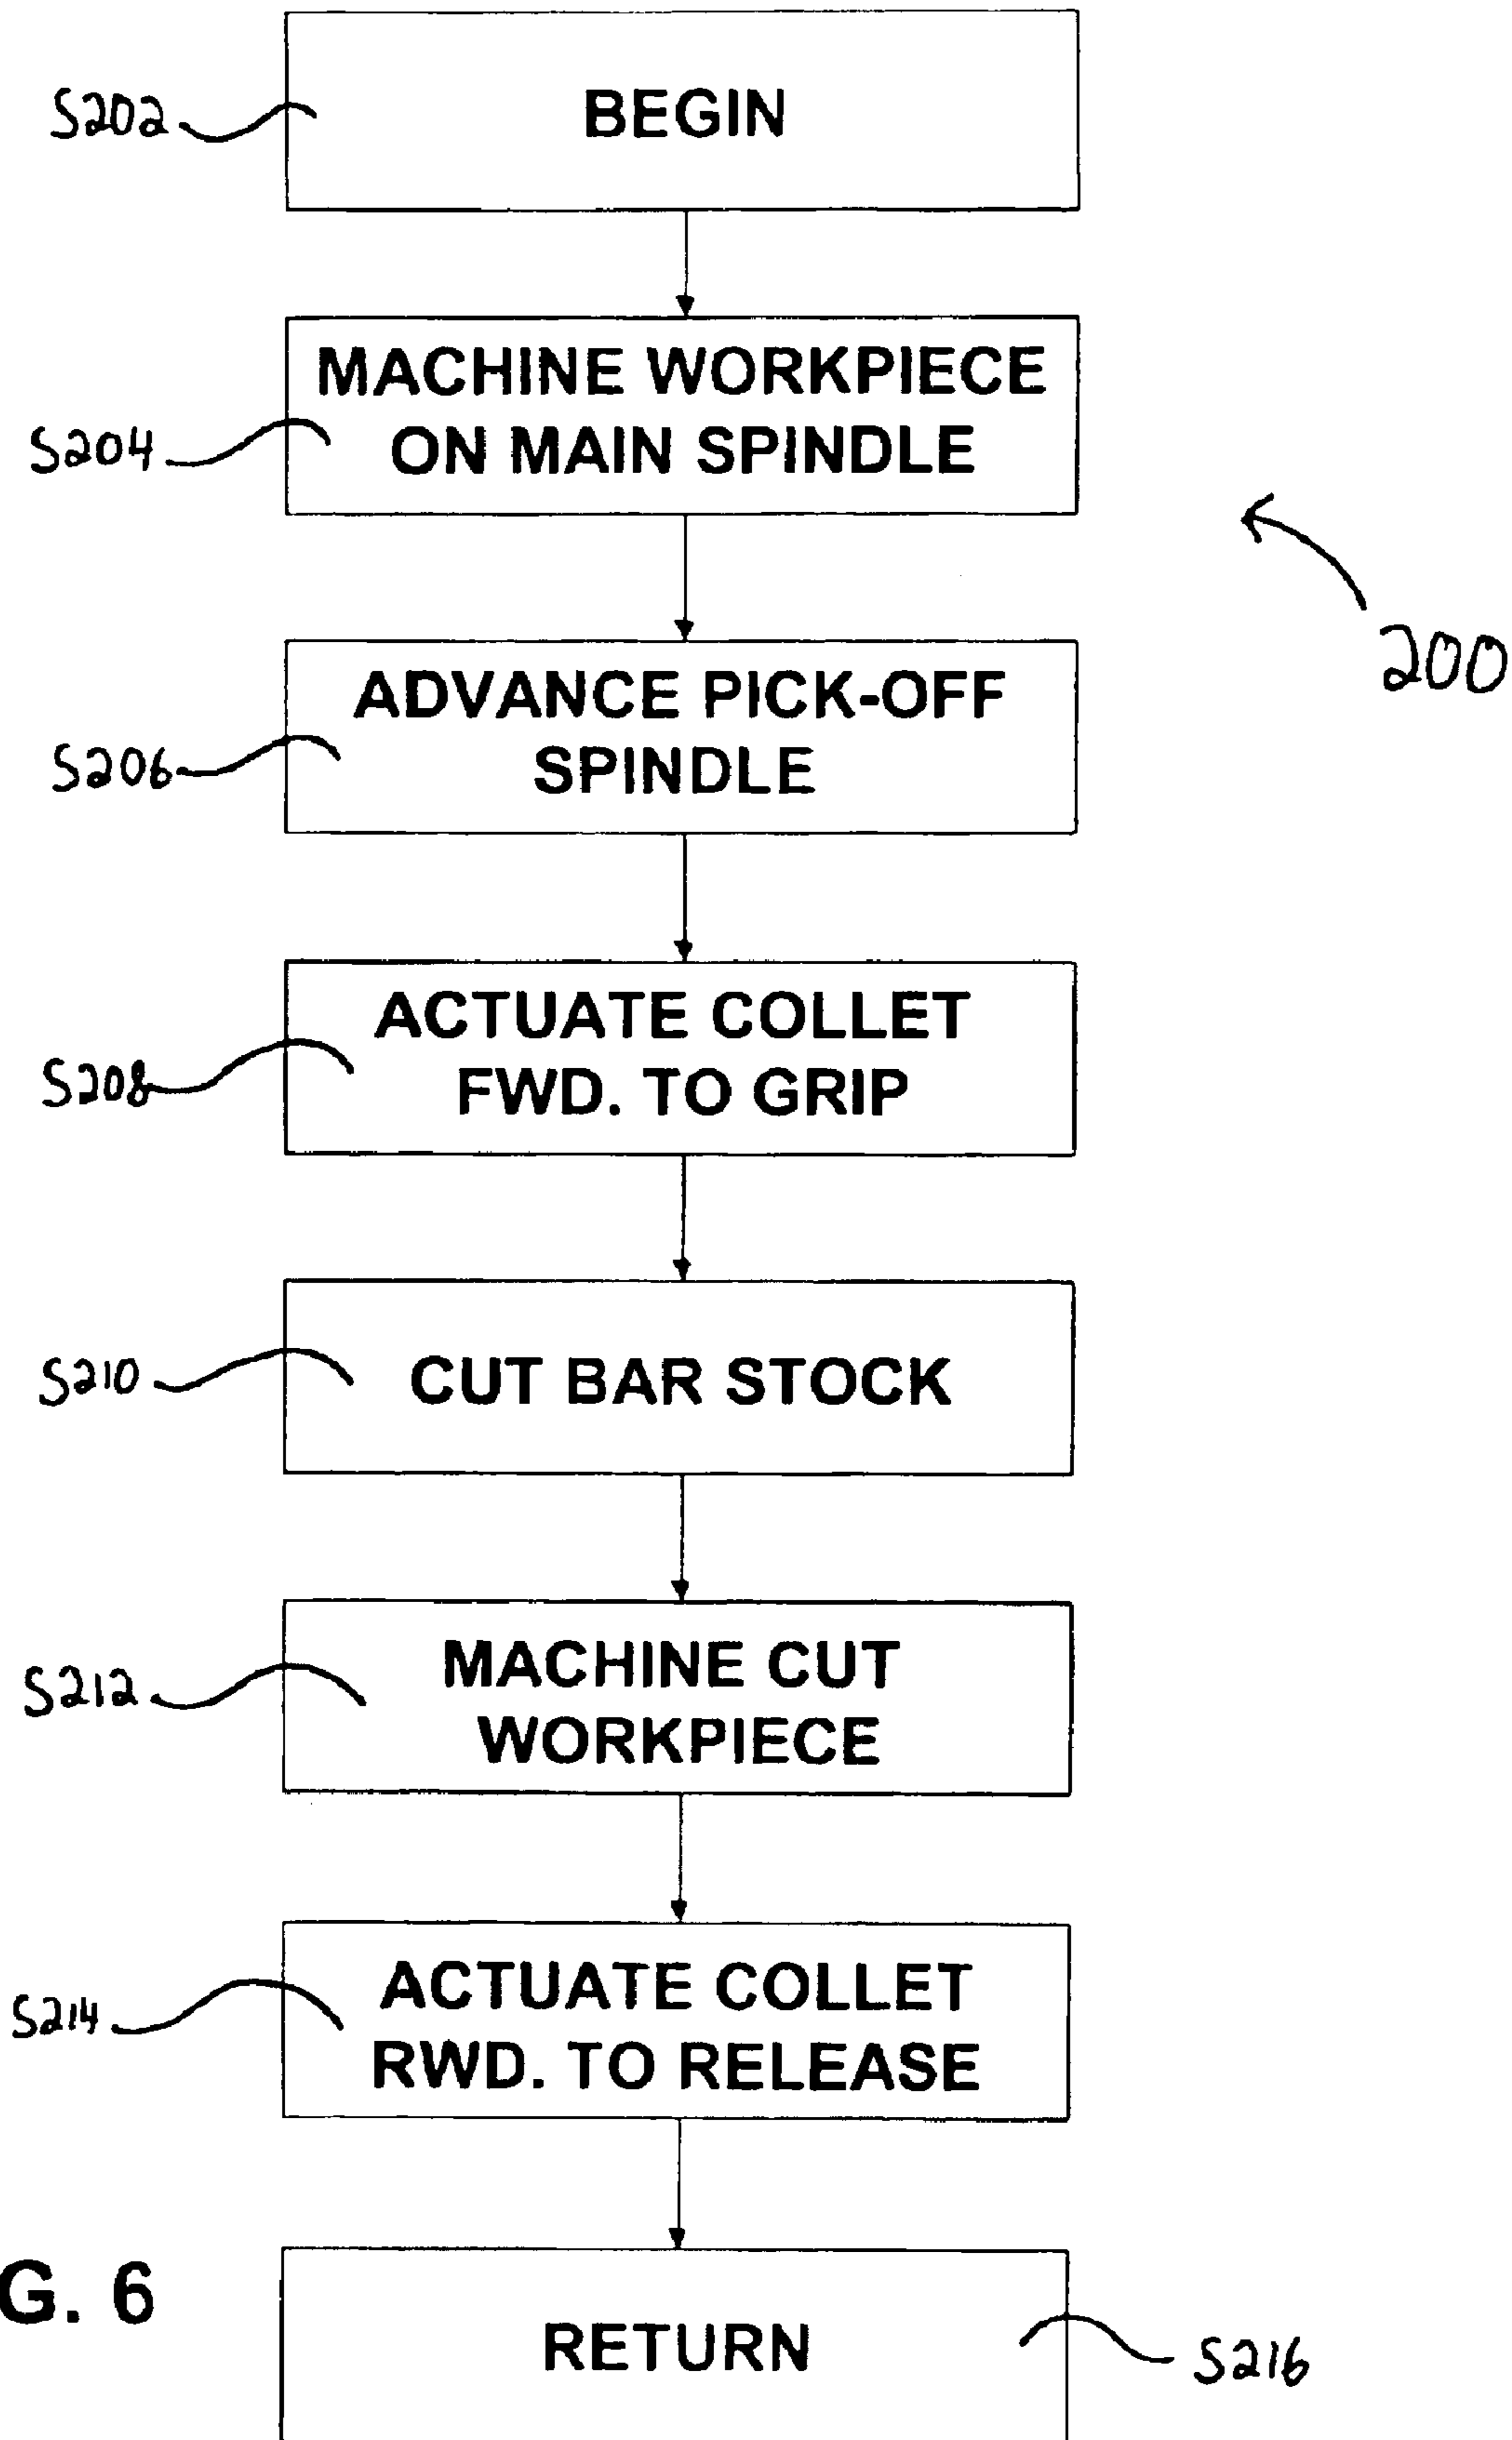 S202
BEGIN
MACHINE WORKPIECE
S204
ON MAIN SPINDLE
200
ADVANCE PICK-OFF
S206
SPINDLE
ACTUATE COLLET
S208
FWD. TO GRIP
S210
CUT BAR STOCK
MACHINE CUT
S212
WORKPIECE
ACTUATE COLLET
S214
RWD. TO RELEASE
G. 6
RETURN
S216